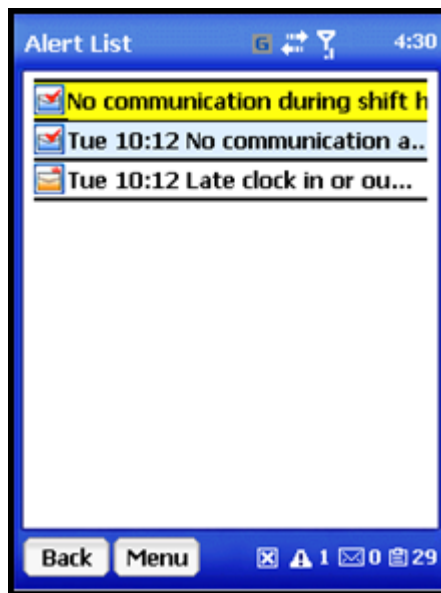 Alert List G 4:30
No communication during shift h
Tue 10:12 No communication a..
Tue 10:12 Late clock in or ou...
Back Menu 1 0 29